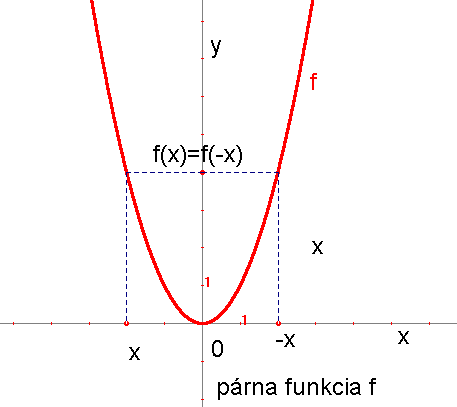 y
f
f(x)=f(-x)
x
1
1
x
0
-x
x
párna funkcia f